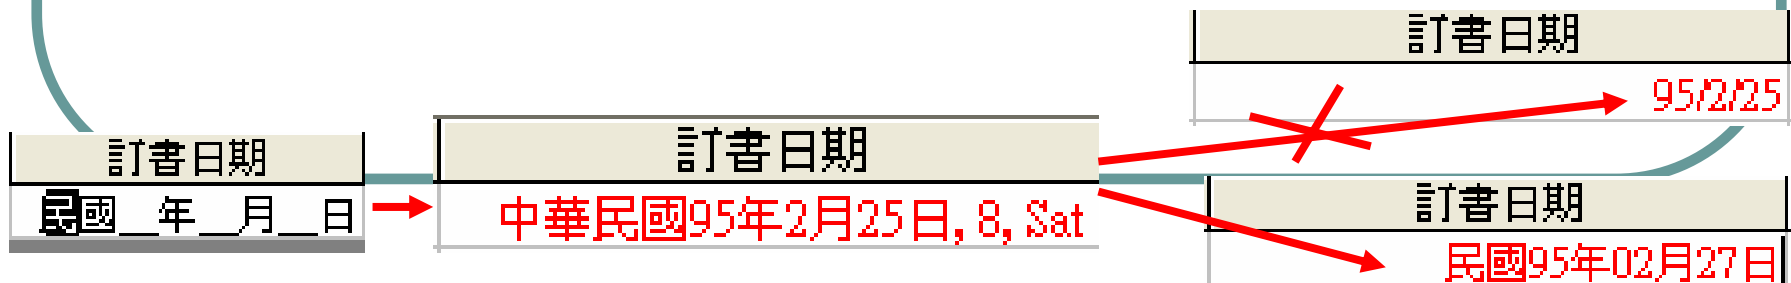 訂書日期
民國__年__月__日
訂書日期
中華民國95年2月25日, 8, Sat
訂書日期
95/2/25
訂書日期
民國95年02月27日